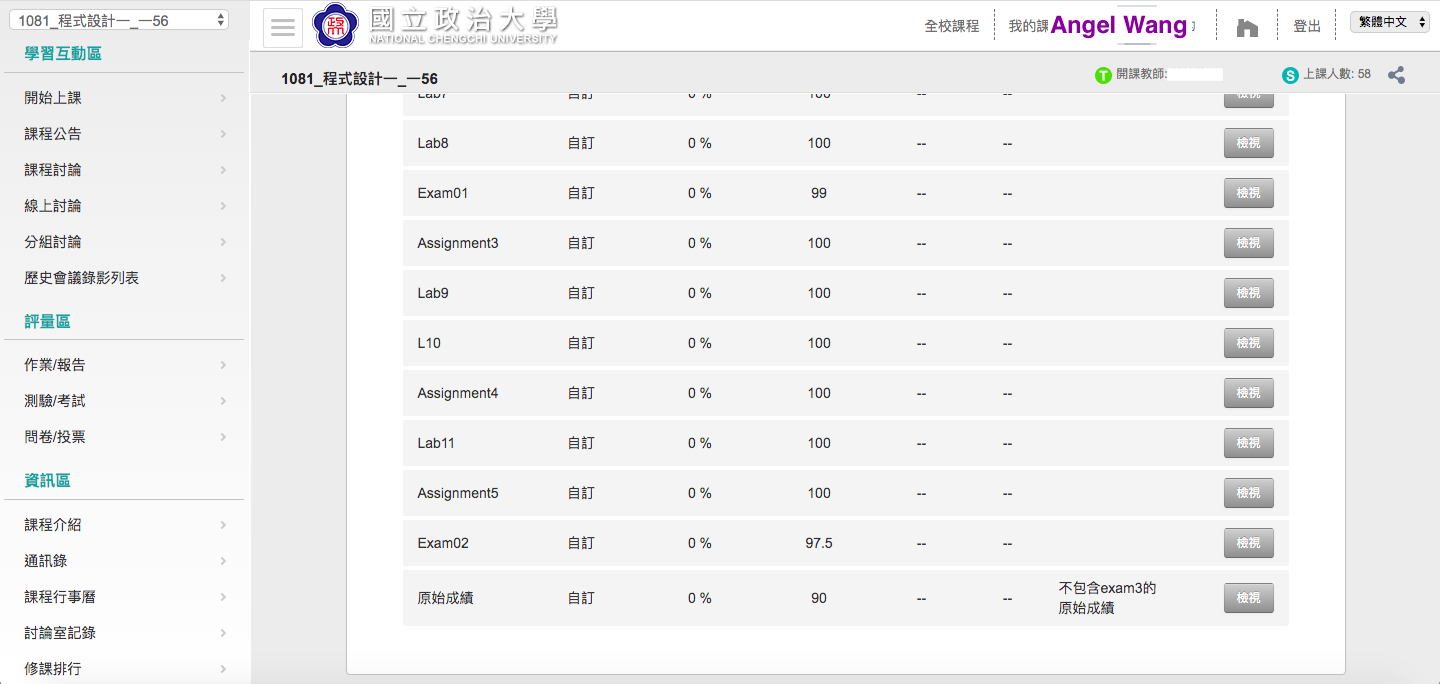 1081_程式設計一_一56
學習互動區
開始上課
課程公告
課程討論
線上討論
分組討論
歷史會議錄影列表
評量區
作業/報告
測驗/考試
問卷/投票
資訊區
課程介紹
通訊錄
課程行事曆
討論室記錄
修課排行
國立政治大學
NATIONAL CHENGCHI UNIVERSITY
全校課程
我的課
Angel Wang
登出
繁體中文
1081_程式設計一_一56
T 開課教師:
S 上課人數: 58
Lab7 自訂 0 % 100 -- --
Lab8 自訂 0 % 100 -- -- 檢視
Exam01 自訂 0 % 99 -- -- 檢視
Assignment3 自訂 0 % 100 -- -- 檢視
Lab9 自訂 0 % 100 -- -- 檢視
L10 自訂 0 % 100 -- -- 檢視
Assignment4 自訂 0 % 100 -- -- 檢視
Lab11 自訂 0 % 100 -- -- 檢視
Assignment5 自訂 0 % 100 -- -- 檢視
Exam02 自訂 0 % 97.5 -- -- 檢視
原始成績 自訂 0 % 90 -- -- 不包含exam3的 檢視
原始成績